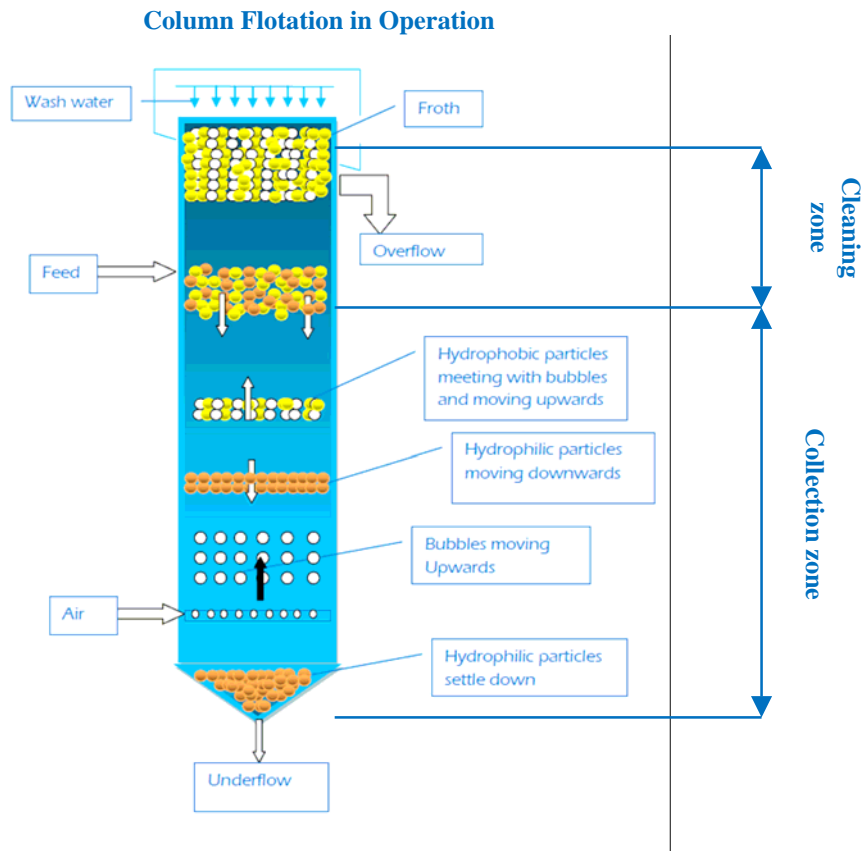 Column Flotation in Operation
Wash water
Froth
Overflow
Feed
Cleaning
zone
Hydrophobic particles
meeting with bubbles
and moving upwards
Hydrophilic particles
moving downwards
Collection zone
Bubbles moving
Upwards
Air
Hydrophilic particles
settle down
Underflow